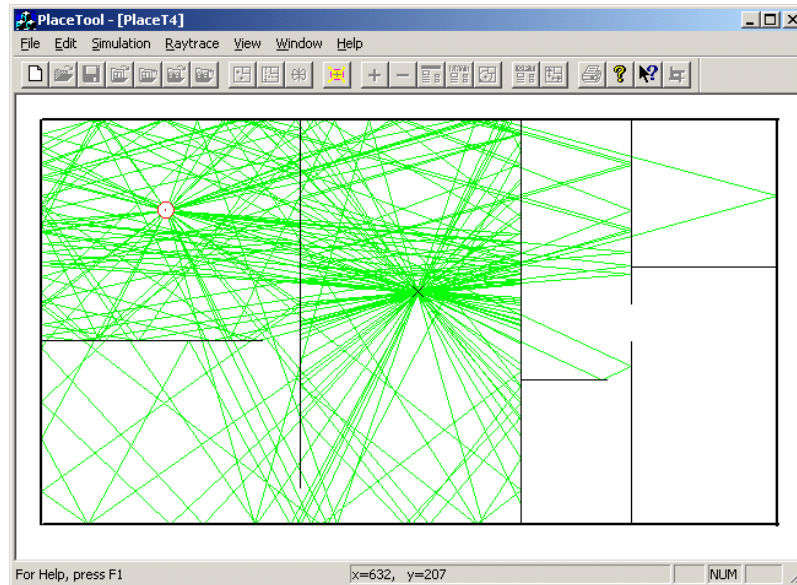 PlaceTool - [PlaceT4]
File Edit Simulation Raytrace View Window Help
For Help, press F1
x=632, y=207
NUM